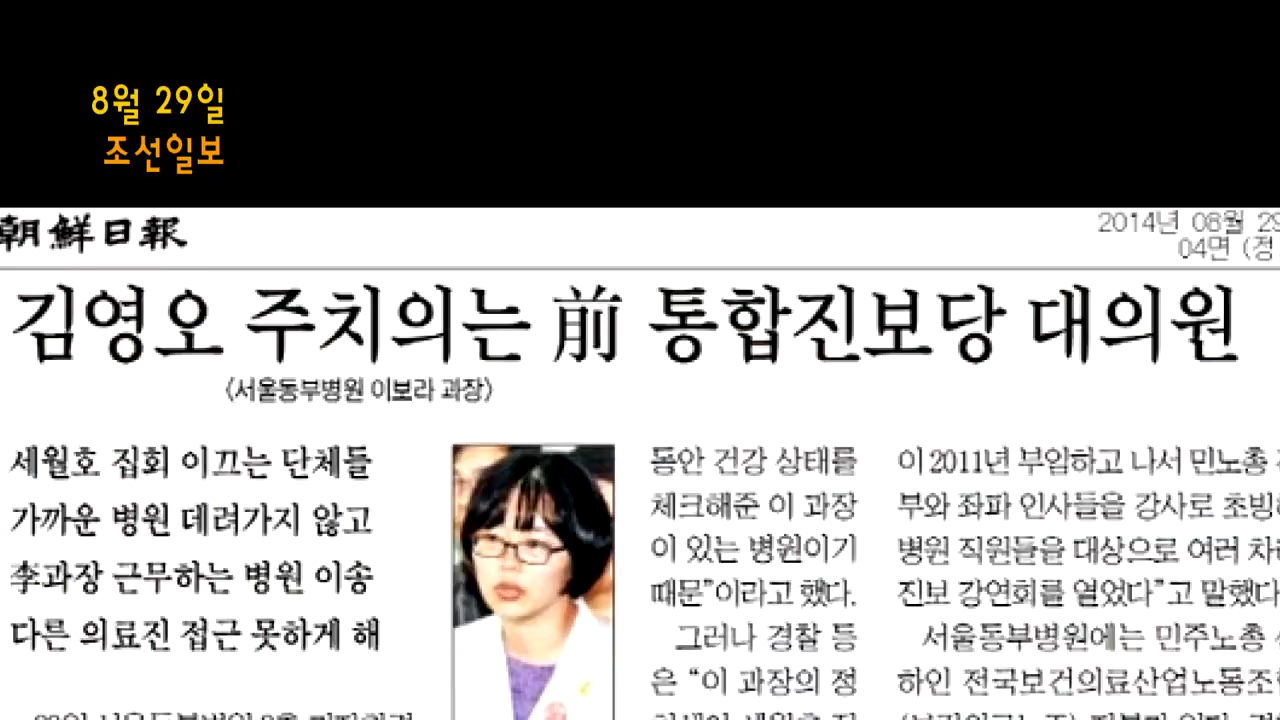 8월 29일
조선일보
朝鮮日報
2014년 08월 29
04면 (정
김영오 주치의는 前 통합진보당 대의원
〈서울동부병원 이보라 과장〉
세월호 집회 이끄는 단체들
가까운 병원 데려가지 않고
李과장 근무하는 병원 이송
다른 의료진 접근 못하게 해
동안 건강 상태를
체크해준 이 과장
이 있는 병원이기
때문”이라고 했다.
그러나 경찰 등
은 “이 과장의 정
이 2011년 부임하고 나서 민노총
부와 좌파 인사들을 강사로 초빙
병원 직원들을 대상으로 여러 차
진보 강연회를 열었다”고 말했다
서울동부병원에는 민주노총
하인 전국보건의료산업노동조